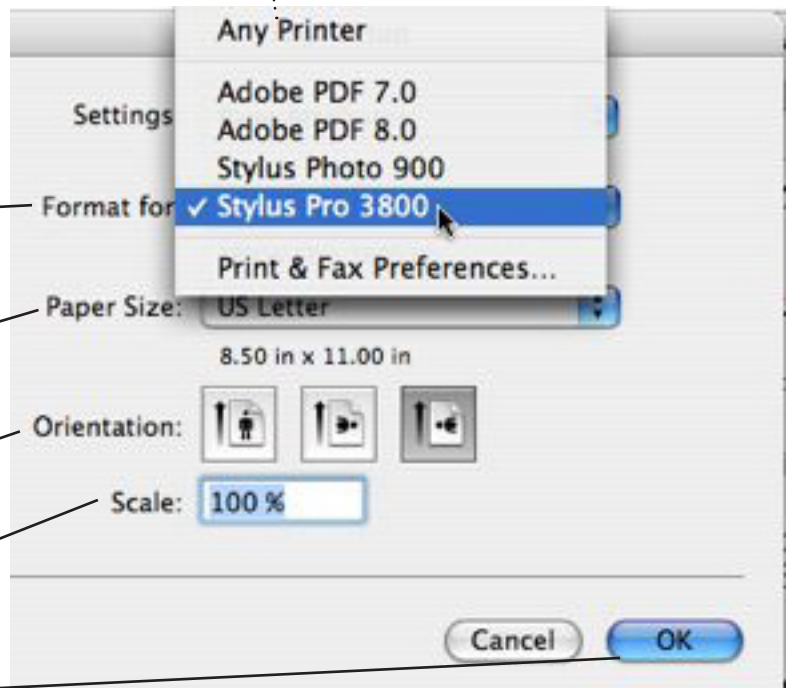 Any Printer
Adobe PDF 7.0
Settings
Adobe PDF 8.0
Stylus Photo 900
Format for ✓ Stylus Pro 3800
Print & Fax Preferences...
Paper Size: US Letter
8.50 in x 11.00 in
Orientation:
Scale: 100 %
Cancel OK